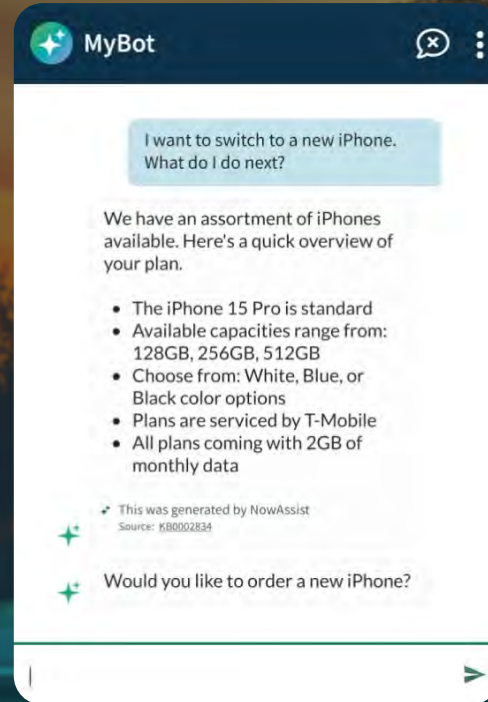 MyBot
I want to switch to a new iPhone.
What do I do next?
We have an assortment of iPhones
available. Here's a quick overview of
your plan.
• The iPhone 15 Pro is standard
• Available capacities range from:
128GB, 256GB, 512GB
• Choose from: White, Blue, or
Black color options
• Plans are serviced by T-Mobile
• All plans coming with 2GB of
monthly data
This was generated by NowAssist
Source: KB0002834
Would you like to order a new iPhone?